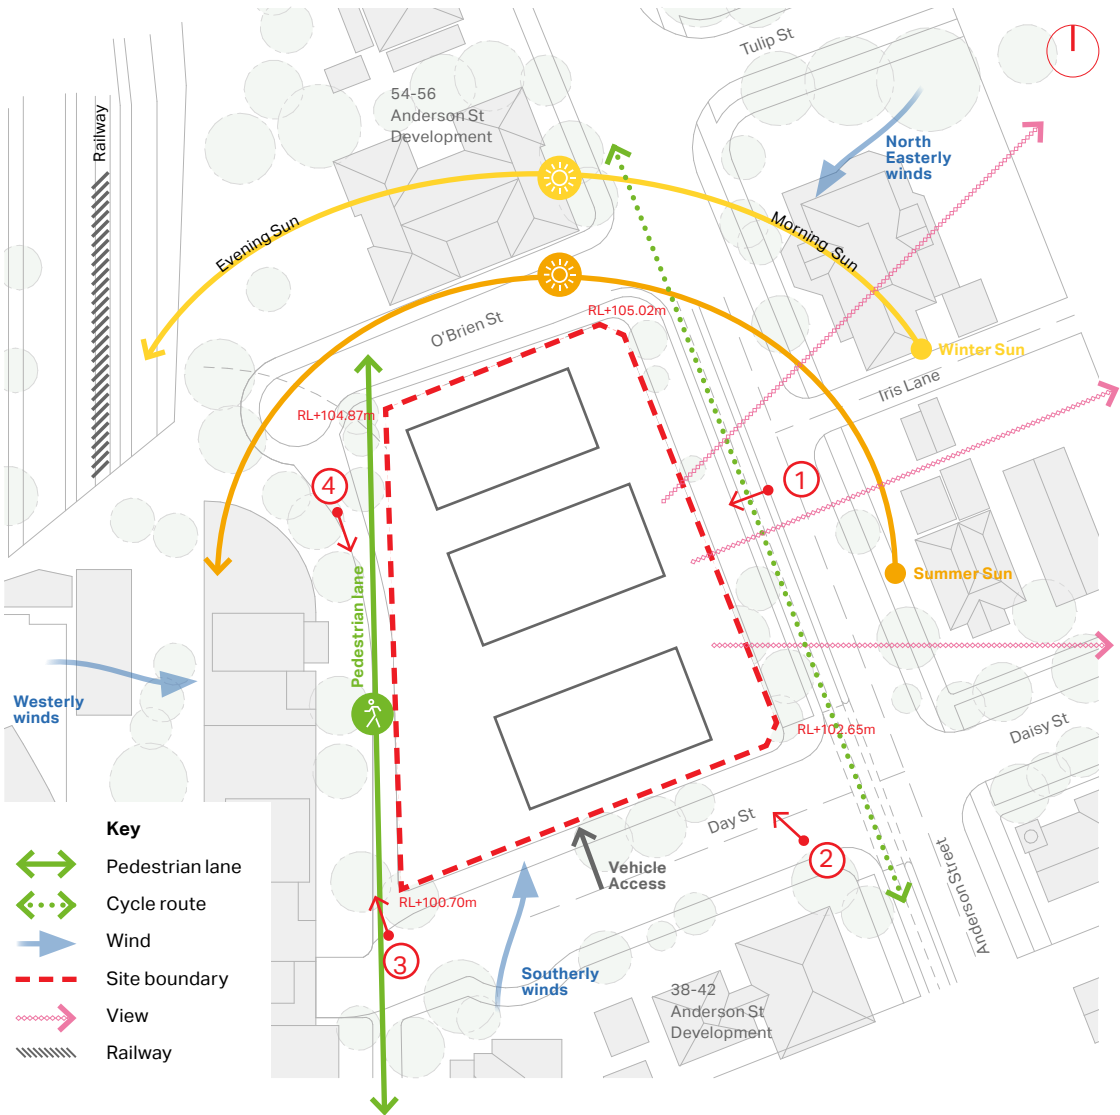 Tulip St
54-56
Anderson St
Development
Railway
North
Easterly
winds
Evening Sun
Morning Sun
RL+105.02m
O'Brien St
Winter Sun
Iris Lane
RL+104.87m
4
1
Summer Sun
Pedestrian lane
Westerly
winds
RL+102.65m
Daisy St
Day St
2
Vehicle
Access
Anderson Street
RL+100.70m
3
Southerly
winds
38-42
Anderson St
Development
Key
Pedestrian lane
Cycle route
Wind
Site boundary
View
Railway